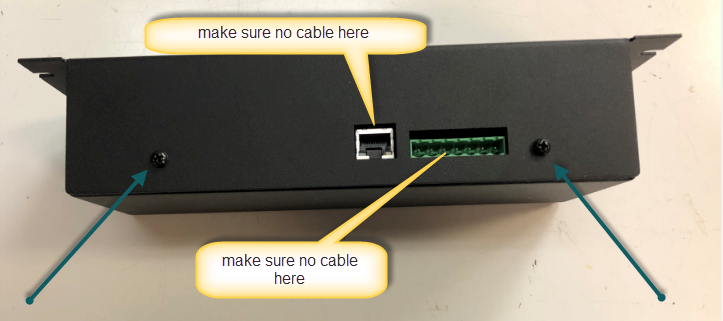 make sure no cable here
make sure no cable
here